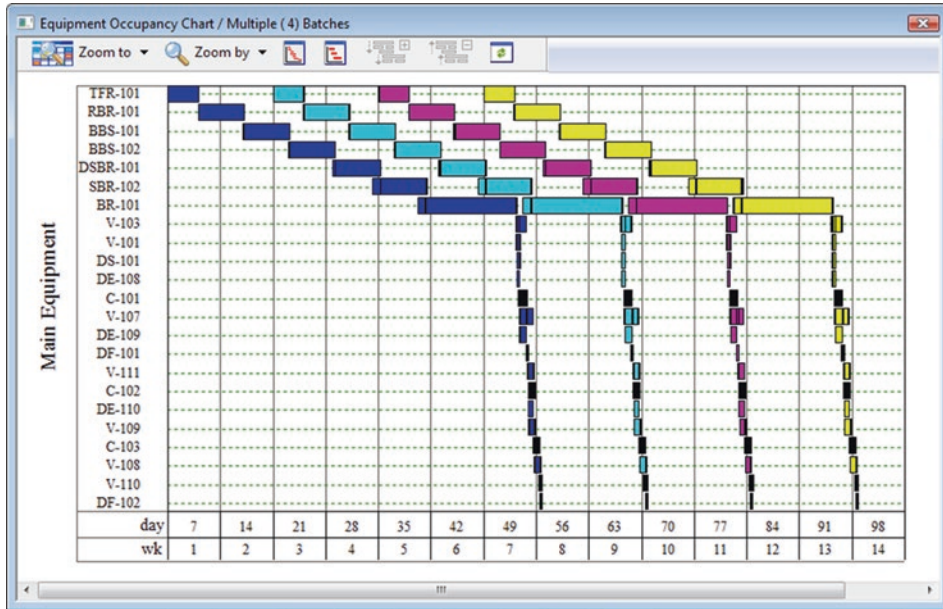 Equipment Occupancy Chart / Multiple ( 4) Batches
Zoom to Zoom by
Main Equipment
TFR-101
RBR-101
BBS-101
BBS-102
DSBR-101
SBR-102
BR-101
V-103
V-101
DS-101
DE-108
C-101
V-107
DE-109
DF-101
V-111
C-102
DE-110
V-109
C-103
V-108
V-110
DF-102
day 7 14 21 28 35 42 49 56 63 70 77 84 91 98
wk 1 2 3 4 5 6 7 8 9 10 11 12 13 14